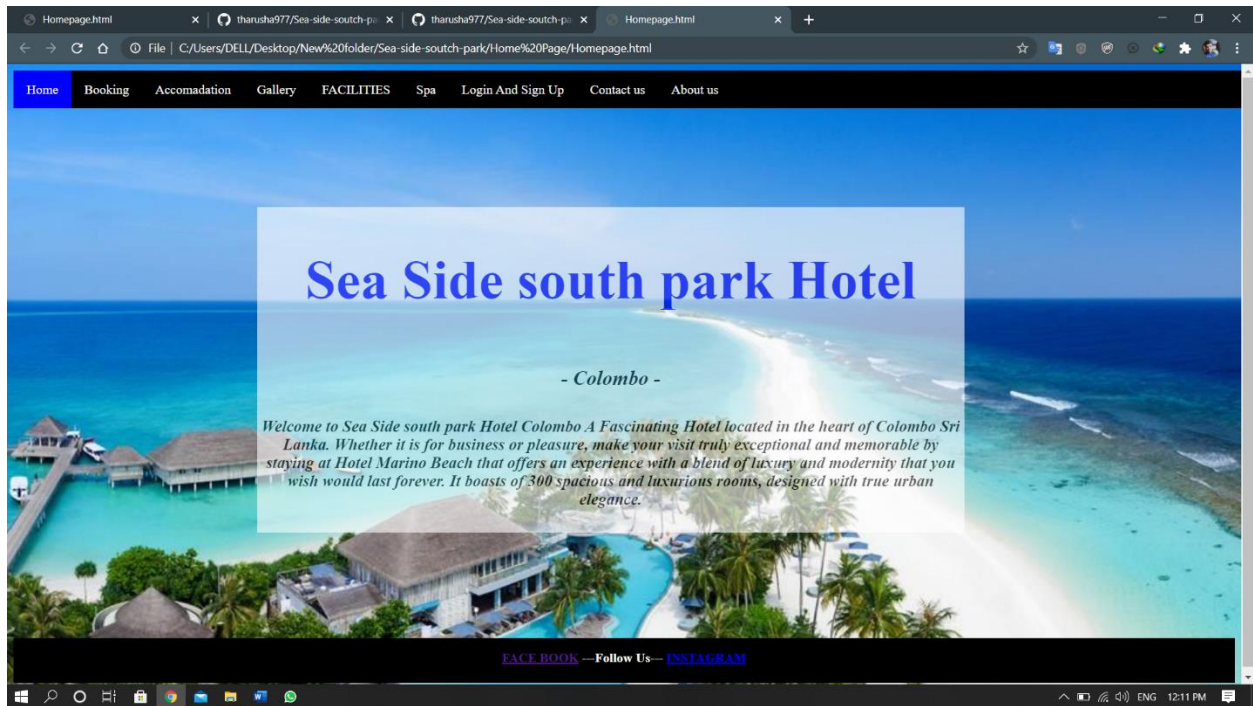 Homepage.html
tharusha977/Sea-side-soutch-pa
tharusha977/Sea-side-soutch-pa
Homepage.html
File | C:/Users/DELL/Desktop/New%20folder/Sea-side-soutch-park/Home%20Page/Homepage.html
Home Booking Accomadation Gallery FACILITIES Spa Login And Sign Up Contact us About us
Sea Side south park Hotel
- Colombo -
Welcome to Sea Side south park Hotel Colombo A Fascinating Hotel located in the heart of Colombo Sri
Lanka. Whether it is for business or pleasure, make your visit truly exceptional and memorable by
staying at Hotel Marino Beach that offers an experience with a blend of luxury and modernity that you
wish would last forever. It boasts of 300 spacious and luxurious rooms, designed with true urban
elegance.
FACE BOOK ---Follow Us--- INSTAGRAM
ENG 12:11 PM